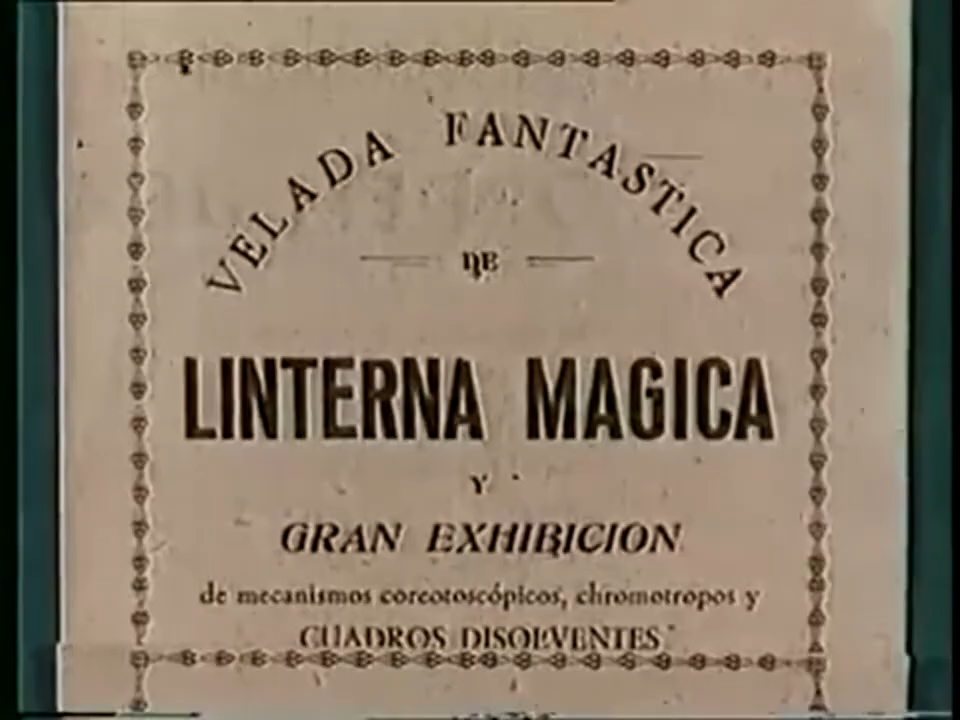 VELADA FANTASTICA
DE
LINTERNA MAGICA
Y
GRAN EXHIBICION
de mecanismos coreotoscópicos, chromotropos y
CUADROS DISOLVENTES